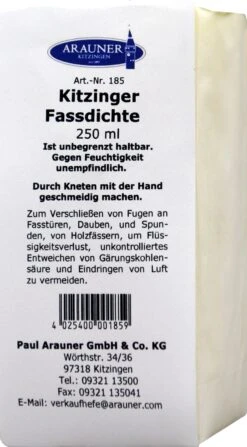 ARAUNER
KITZINGEN
Art.-Nr. 185
Kitzinger
Fassdichte
250 ml
Ist unbegrenzt haltbar.
Gegen Feuchtigkeit
unempfindlich.
Durch Kneten mit der Hand
geschmeidig machen.
Zum Verschließen von Fugen an
Fasstüren, Dauben, und Spun-
den, von Holzfässern, um Flüs-
sigkeitsverlust, unkontrolliertes
Entweichen von Gärungskohlen-
säure und Eindringen von Luft
zu vermeiden.
4 025400 001859
Paul Arauner GmbH & Co. KG
Wörthstr. 34/36
97318 Kitzingen
Telefon: 09321 13500
Fax: 09321 135041
E-Mail: verkaufhefe@arauner.com